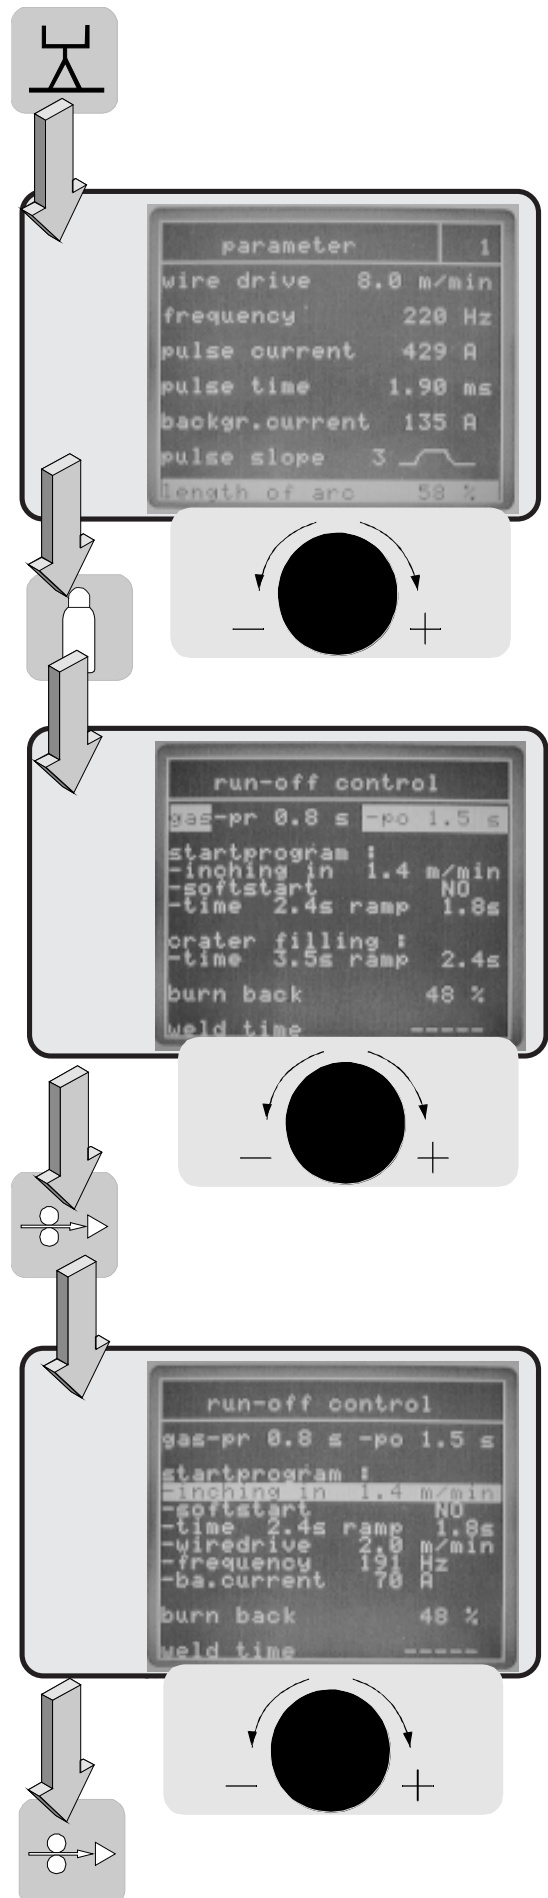 parameter 1
wire drive 8.0 m/min
frequency 220 Hz
pulse current 429 A
pulse time 1.90 ms
backgr.current 135 A
pulse slope 3
length of arc 58 %
− +
run-off control
gas-pr 0.8 s -po 1.5 s
startprogram :
-inching in 1.4 m/min
-softstart NO
-time 2.4s ramp 1.8s
crater filling :
-time 3.5s ramp 2.4s
burn back 48 %
weld time -----
− +
run-off control
gas-pr 0.8 s -po 1.5 s
startprogram :
-inching in 1.4 m/min
-softstart NO
-time 2.4s ramp 1.8s
-wiredrive 2.0 m/min
-frequency 191 Hz
-ba.current 70 A
burn back 48 %
weld time -----
− +